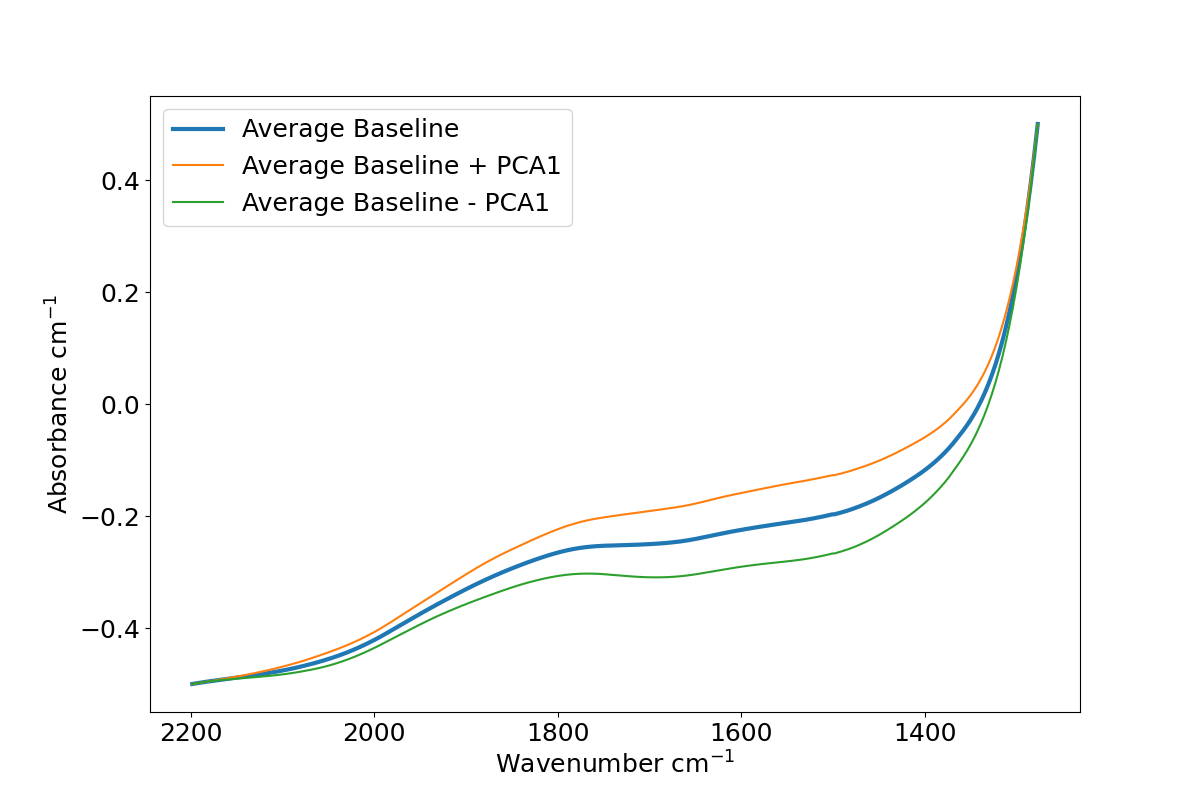 Average Baseline
Average Baseline + PCA1
Average Baseline - PCA1
0.4
0.2
0.0
−0.2
−0.4
Absorbance cm⁻¹
2200 2000 1800 1600 1400
Wavenumber cm⁻¹